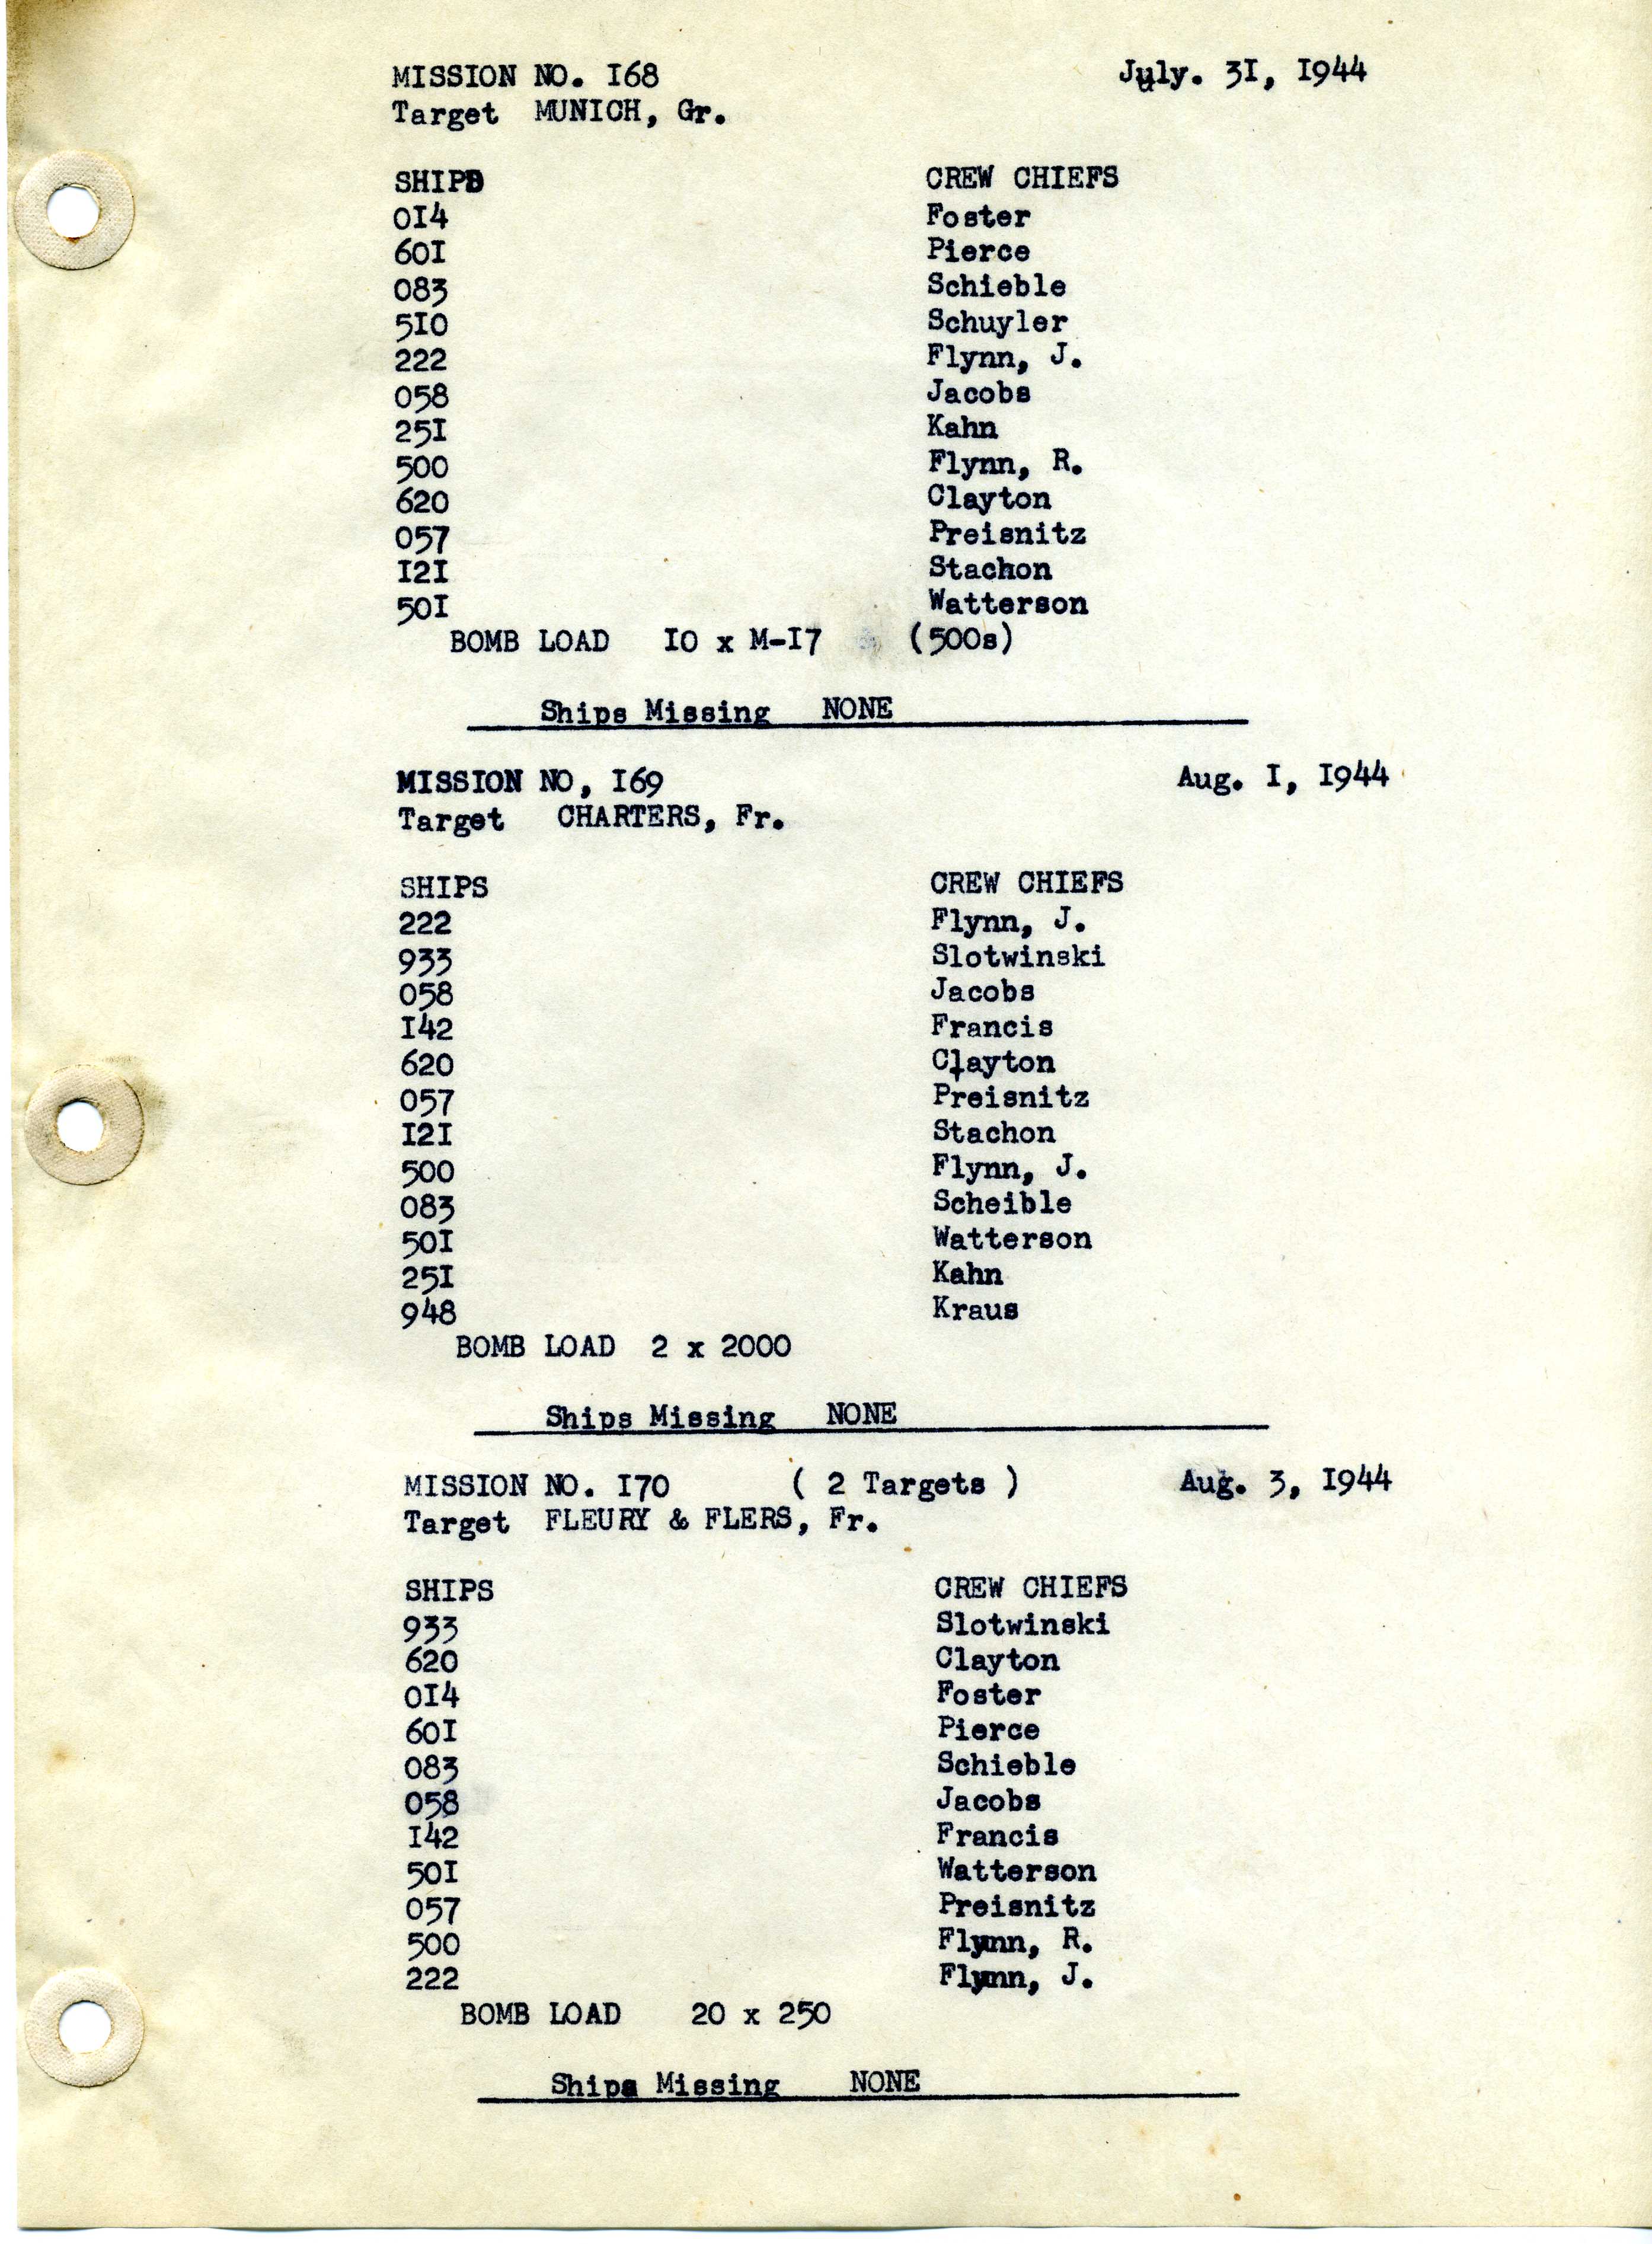 MISSION NO. I68 July. 3I, I944
Target MUNICH, Gr.
SHIPS CREW CHIEFS
0I4 Foster
60I Pierce
083 Schieble
5I0 Schuyler
222 Flynn, J.
058 Jacobs
25I Kahn
500 Flynn, R.
620 Clayton
057 Preisnitz
I2I Stachon
50I Watterson
BOMB LOAD I0 x M-I7 (500s)
Ships Missing NONE
MISSION NO, I69 Aug. I, I944
Target CHARTERS, Fr.
SHIPS CREW CHIEFS
222 Flynn, J.
933 Slotwinski
058 Jacobs
I42 Francis
620 Clayton
057 Preisnitz
I2I Stachon
500 Flynn, J.
083 Scheible
50I Watterson
25I Kahn
948 Kraus
BOMB LOAD 2 x 2000
Ships Missing NONE
MISSION NO. I70 ( 2 Targets ) Aug. 3, I944
Target FLEURY & FLERS, Fr.
SHIPS CREW CHIEFS
933 Slotwinski
620 Clayton
0I4 Foster
60I Pierce
083 Schieble
058 Jacobs
I42 Francis
50I Watterson
057 Preisnitz
500 Flynn, R.
222 Flynn, J.
BOMB LOAD 20 x 250
Ships Missing NONE